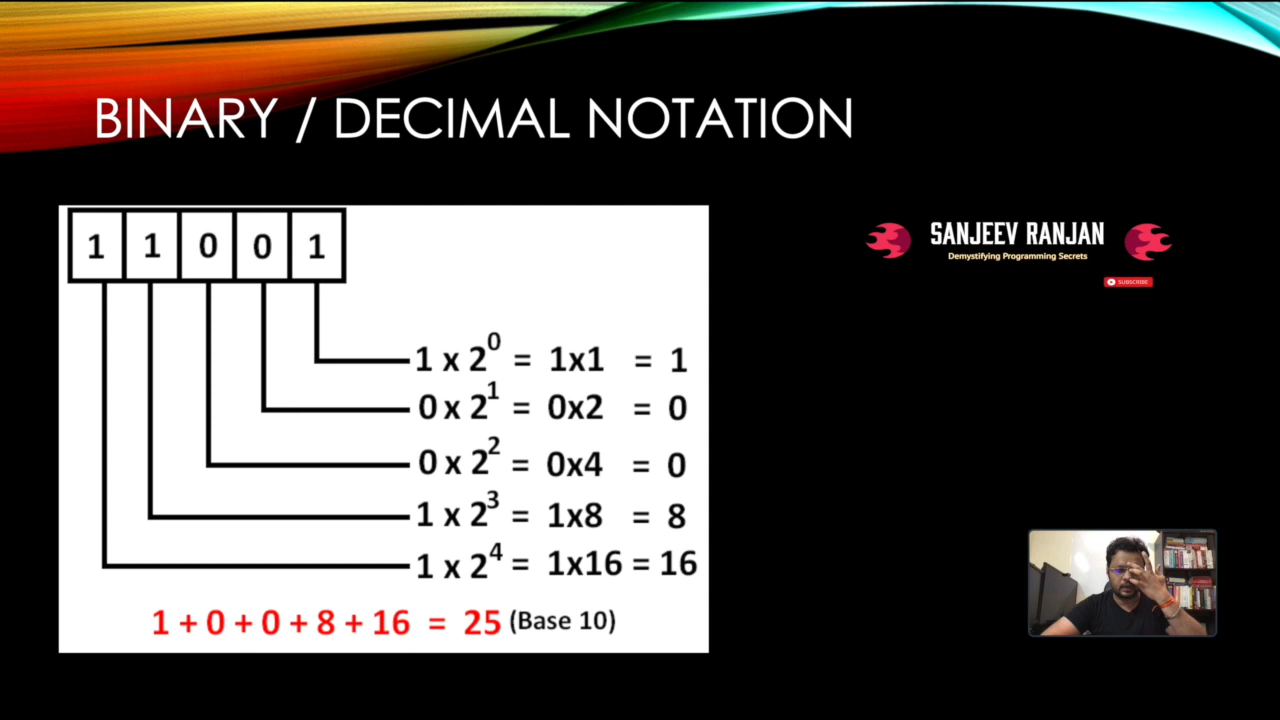 BINARY / DECIMAL NOTATION
1 1 0 0 1
1 x 2⁰ = 1x1 = 1
0 x 2¹ = 0x2 = 0
0 x 2² = 0x4 = 0
1 x 2³ = 1x8 = 8
1 x 2⁴ = 1x16 = 16
1 + 0 + 0 + 8 + 16 = 25 (Base 10)
SANJEEV RANJAN
Demystifying Programming Secrets
SUBSCRIBE